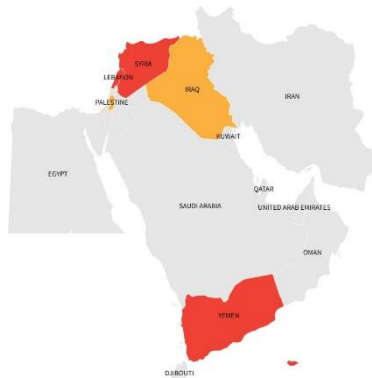 SYRIA
LEBANON
IRAQ
IRAN
PALESTINE
KUWAIT
EGYPT
QATAR
SAUDI ARABIA
UNITED ARAB EMIRATES
OMAN
YEMEN
DJIBOUTI